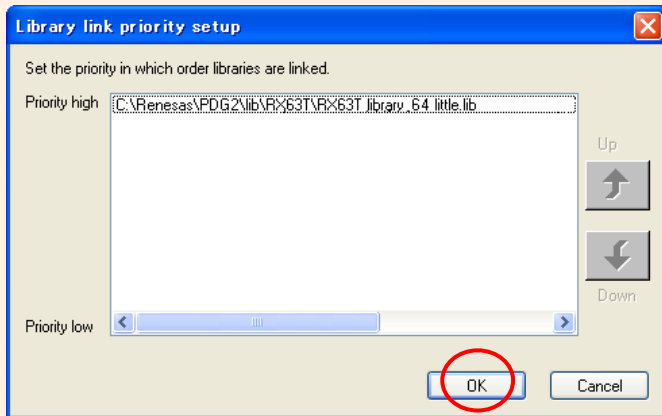 Library link priority setup
Set the priority in which order libraries are linked.
Priority high
C:\Renesas\PDG2\lib\RX63T\RX63T_library_64_little.lib
Up
Down
Priority low
OK
Cancel